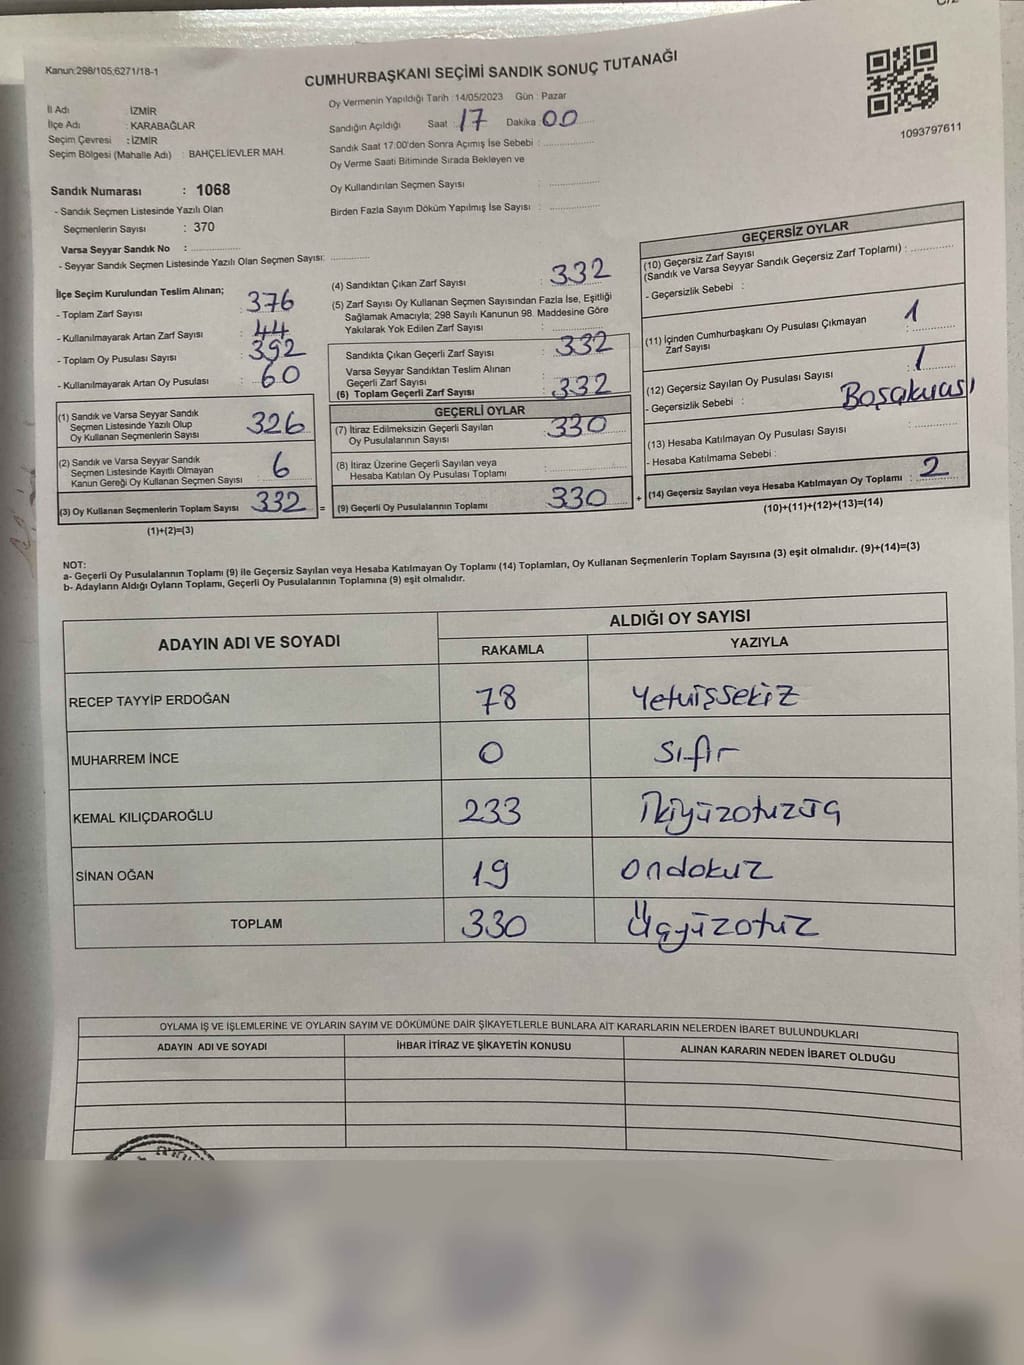 Kanun:298/105;6271/18-1
CUMHURBAŞKANI SEÇİMİ SANDIK SONUÇ TUTANAĞI
1093797611
İl Adı : İZMİR
İlçe Adı : KARABAĞLAR
Seçim Çevresi : İZMİR
Seçim Bölgesi (Mahalle Adı) : BAHÇELİEVLER MAH.
Sandık Numarası : 1068
- Sandık Seçmen Listesinde Yazılı Olan
Seçmenlerin Sayısı : 370
Varsa Seyyar Sandık No : ................
- Seyyar Sandık Seçmen Listesinde Yazılı Olan Seçmen Sayısı: ............
Oy Vermenin Yapıldığı Tarih :14/05/2023 Gün : Pazar
Sandığın Açıldığı Saat : 17 Dakika : 00
Sandık Saat 17.00'den Sonra Açımış İse Sebebi : ................
Oy Verme Saati Bitiminde Sırada Bekleyen ve
Oy Kullandırılan Seçmen Sayısı : ................
Birden Fazla Sayım Döküm Yapılmış İse Sayısı : ................
İlçe Seçim Kurulundan Teslim Alınan;
- Toplam Zarf Sayısı : 376
- Kullanılmayarak Artan Zarf Sayısı : 44
- Toplam Oy Pusulası Sayısı : 392
- Kullanılmayarak Artan Oy Pusulası : 60
(1) Sandık ve Varsa Seyyar Sandık
Seçmen Listesinde Yazılı Olup
Oy Kullanan Seçmenlerin Sayısı 326
(2) Sandık ve Varsa Seyyar Sandık
Seçmen Listesinde Kayıtlı Olmayan
Kanun Gereği Oy Kullanan Seçmen Sayısı : 6
(3) Oy Kullanan Seçmenlerin Toplam Sayısı 332 =
(1)+(2)=(3)
(4) Sandıktan Çıkan Zarf Sayısı : 332
(5) Zarf Sayısı Oy Kullanan Seçmen Sayısından Fazla İse, Eşitliği
Sağlamak Amacıyla; 298 Sayılı Kanunun 98. Maddesine Göre
Yakılarak Yok Edilen Zarf Sayısı : ................
Sandıkta Çıkan Geçerli Zarf Sayısı : 332
Varsa Seyyar Sandıktan Teslim Alınan
Geçerli Zarf Sayısı :
(6) Toplam Geçerli Zarf Sayısı : 332
GEÇERLİ OYLAR
(7) İtiraz Edilmeksizin Geçerli Sayılan
Oy Pusulalarının Sayısı : 330
(8) İtiraz Üzerine Geçerli Sayılan veya
Hesaba Katılan Oy Pusulası Toplamı : ................
(9) Geçerli Oy Pusulalarının Toplamı 330 +
GEÇERSİZ OYLAR
(10) Geçersiz Zarf Sayısı
(Sandık ve Varsa Seyyar Sandık Geçersiz Zarf Toplamı) : ............
- Geçersizlik Sebebi :
(11) İçinden Cumhurbaşkanı Oy Pusulası Çıkmayan
Zarf Sayısı : 1
(12) Geçersiz Sayılan Oy Pusulası Sayısı : 1
- Geçersizlik Sebebi :
(13) Hesaba Katılmayan Oy Pusulası Sayısı : ............
- Hesaba Katılmama Sebebi :
(14) Geçersiz Sayılan veya Hesaba Katılmayan Oy Toplamı : 2
(10)+(11)+(12)+(13)=(14)
NOT:
a- Geçerli Oy Pusulalarının Toplamı (9) ile Geçersiz Sayılan veya Hesaba Katılmayan Oy Toplamı (14) Toplamları, Oy Kullanan Seçmenlerin Toplam Sayısına (3) eşit olmalıdır. (9)+(14)=(3)
b- Adayların Aldığı Oyların Toplamı, Geçerli Oy Pusulalarının Toplamına (9) eşit olmalıdır.
ADAYIN ADI VE SOYADI
ALDIĞI OY SAYISI
RAKAMLA YAZIYLA
RECEP TAYYİP ERDOĞAN 78 Yetmişsekiz
MUHARREM İNCE 0 Sıfır
KEMAL KILIÇDAROĞLU 233 İkiyüzotuzüç
SİNAN OĞAN 19 Ondokuz
TOPLAM 330 Üçyüzotuz
OYLAMA İŞ VE İŞLEMLERİNE VE OYLARIN SAYIM VE DÖKÜMÜNE DAİR ŞİKAYETLERLE BUNLARA AİT KARARLARIN NELERDEN İBARET BULUNDUKLARI
ADAYIN ADI VE SOYADI İHBAR İTİRAZ VE ŞİKAYETİN KONUSU ALINAN KARARIN NEDEN İBARET OLDUĞU